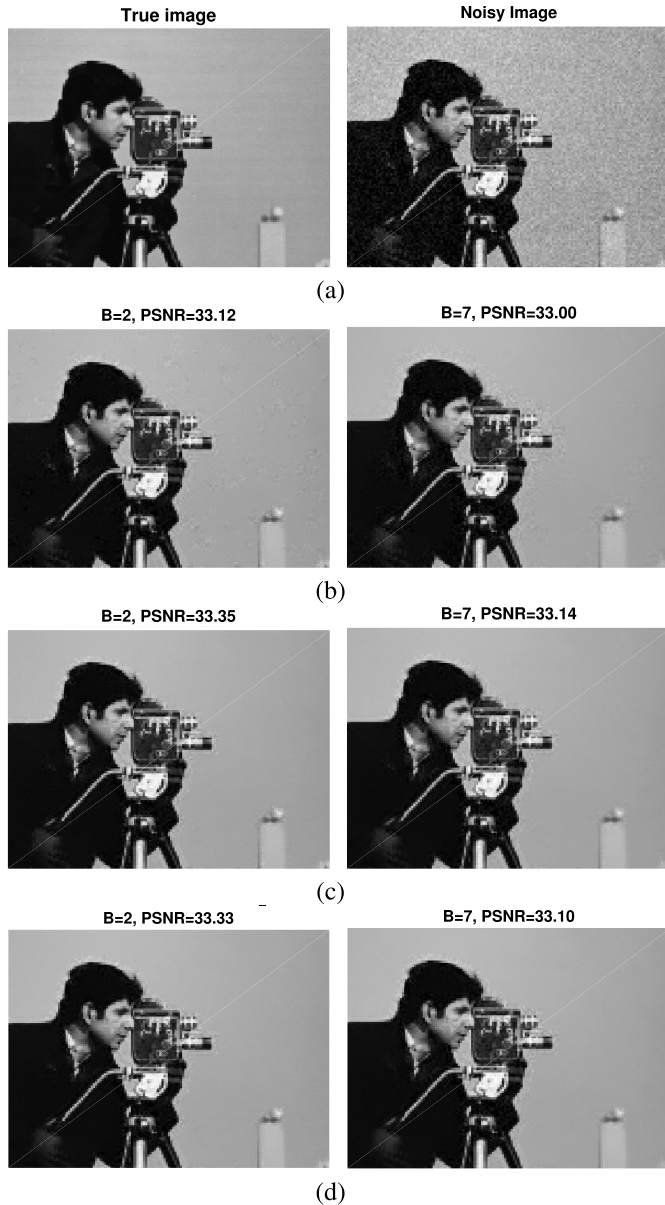 True image
Noisy Image
(a)
B=2, PSNR=33.12
B=7, PSNR=33.00
(b)
B=2, PSNR=33.35
B=7, PSNR=33.14
(c)
B=2, PSNR=33.33
B=7, PSNR=33.10
(d)